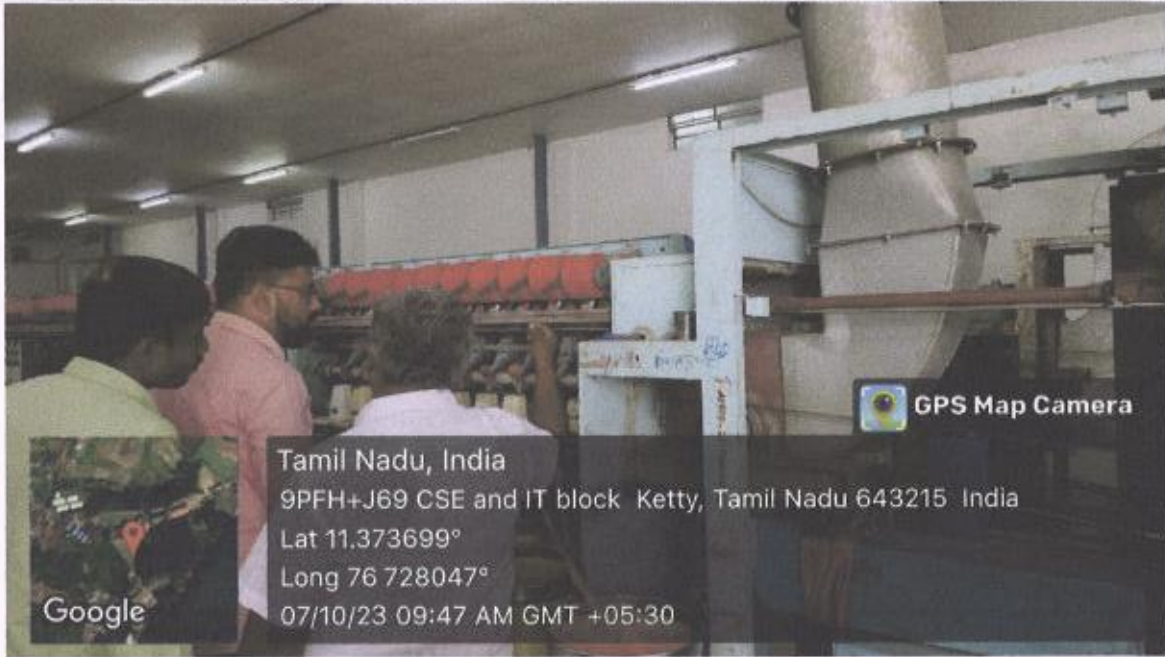 GPS Map Camera
Tamil Nadu, India
9PFH+J69 CSE and IT block Ketty, Tamil Nadu 643215 India
Lat 11.373699°
Long 76 728047°
07/10/23 09:47 AM GMT +05:30
Google